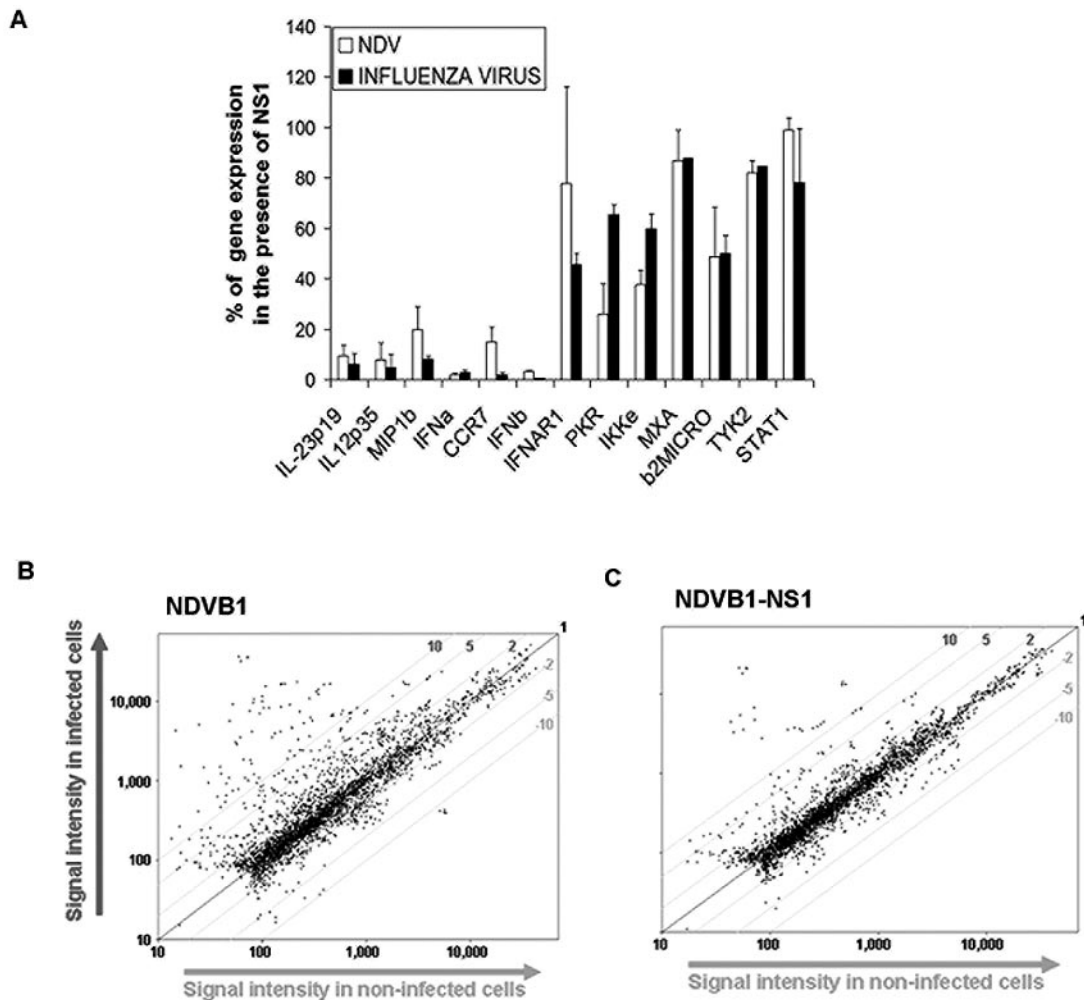 A
% of gene expression
in the presence of NS1
140
120
100
80
60
40
20
0
NDV
INFLUENZA VIRUS
IL-23p19
IL12p35
MIP1b
IFNa
CCR7
IFNb
IFNAR1
PKR
IKKe
MXA
b2MICRO
TYK2
STAT1
B
NDVB1
Signal intensity in infected cells
10,000
1,000
100
10
10 5 2 1
-2
-5
-10
10 100 1,000 10,000
Signal intensity in non-infected cells
C
NDVB1-NS1
10 5 2 1
-2
-5
-10
10 100 1,000 10,000
Signal intensity in non-infected cells